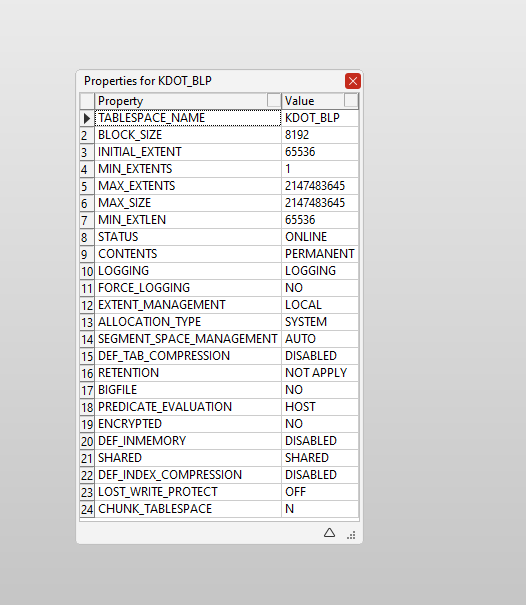 Properties for KDOT_BLP
Property Value
TABLESPACE_NAME KDOT_BLP
2 BLOCK_SIZE 8192
3 INITIAL_EXTENT 65536
4 MIN_EXTENTS 1
5 MAX_EXTENTS 2147483645
6 MAX_SIZE 2147483645
7 MIN_EXTLEN 65536
8 STATUS ONLINE
9 CONTENTS PERMANENT
10 LOGGING LOGGING
11 FORCE_LOGGING NO
12 EXTENT_MANAGEMENT LOCAL
13 ALLOCATION_TYPE SYSTEM
14 SEGMENT_SPACE_MANAGEMENT AUTO
15 DEF_TAB_COMPRESSION DISABLED
16 RETENTION NOT APPLY
17 BIGFILE NO
18 PREDICATE_EVALUATION HOST
19 ENCRYPTED NO
20 DEF_INMEMORY DISABLED
21 SHARED SHARED
22 DEF_INDEX_COMPRESSION DISABLED
23 LOST_WRITE_PROTECT OFF
24 CHUNK_TABLESPACE N